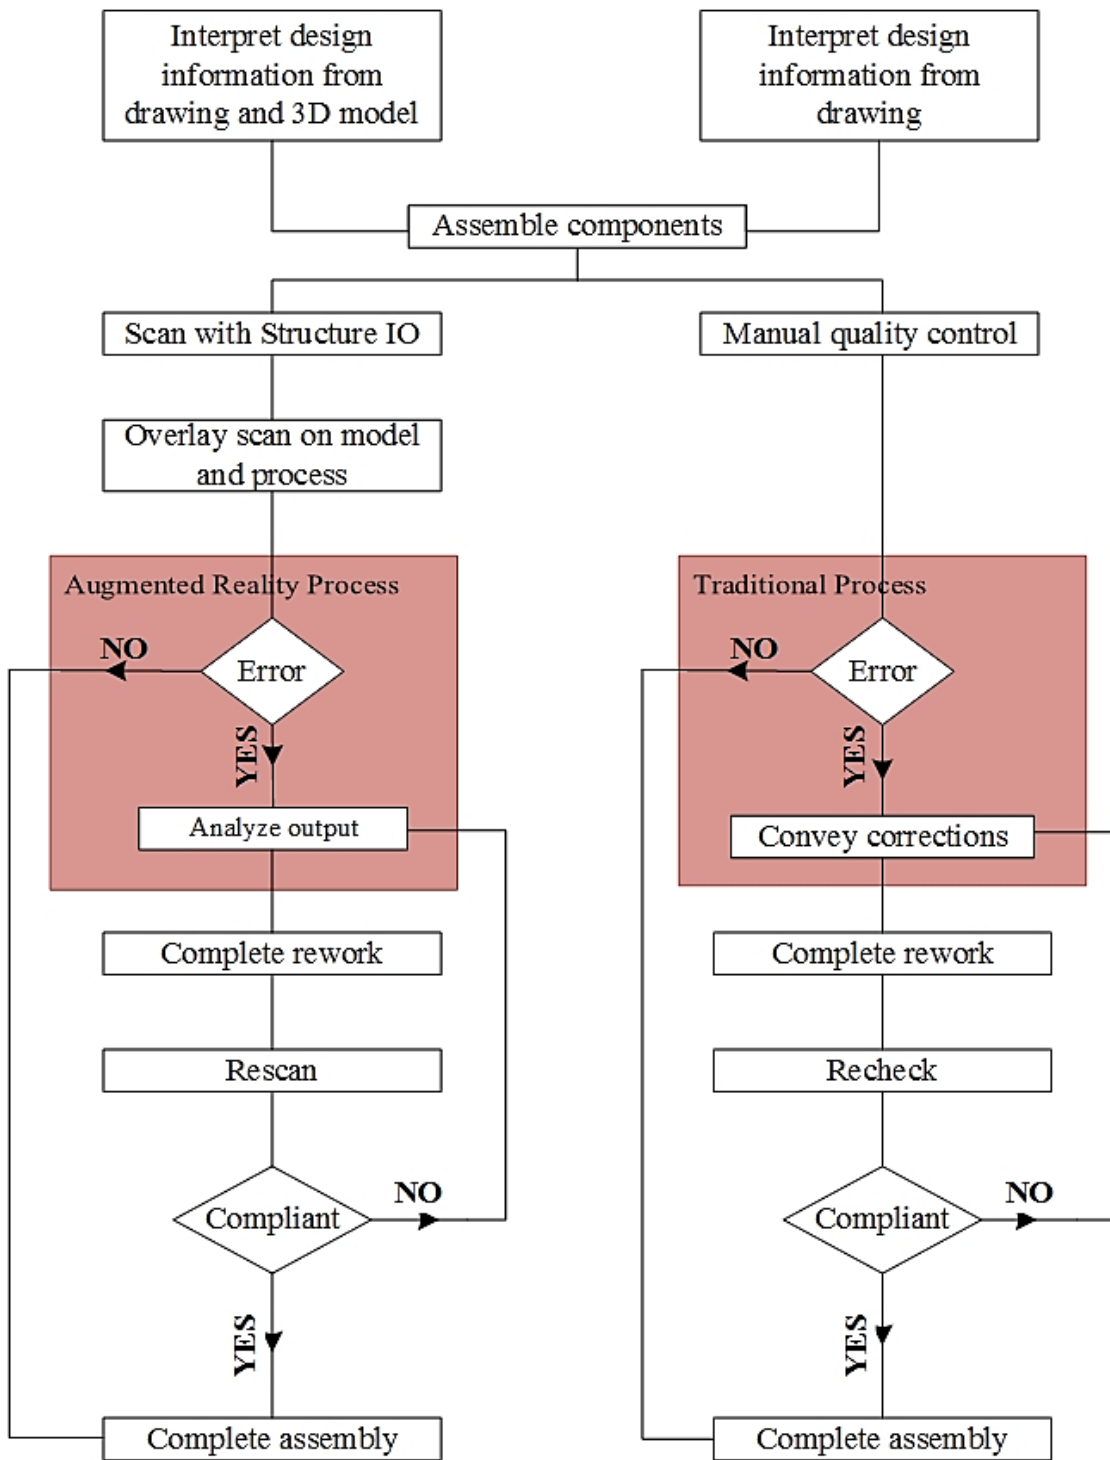 Interpret design
information from
drawing and 3D model
Interpret design
information from
drawing
Assemble components
Scan with Structure IO
Manual quality control
Overlay scan on model
and process
Augmented Reality Process
NO
Error
YES
Analyze output
Complete rework
Rescan
Compliant
NO
YES
Complete assembly
Traditional Process
NO
Error
YES
Convey corrections
Complete rework
Recheck
Compliant
NO
YES
Complete assembly